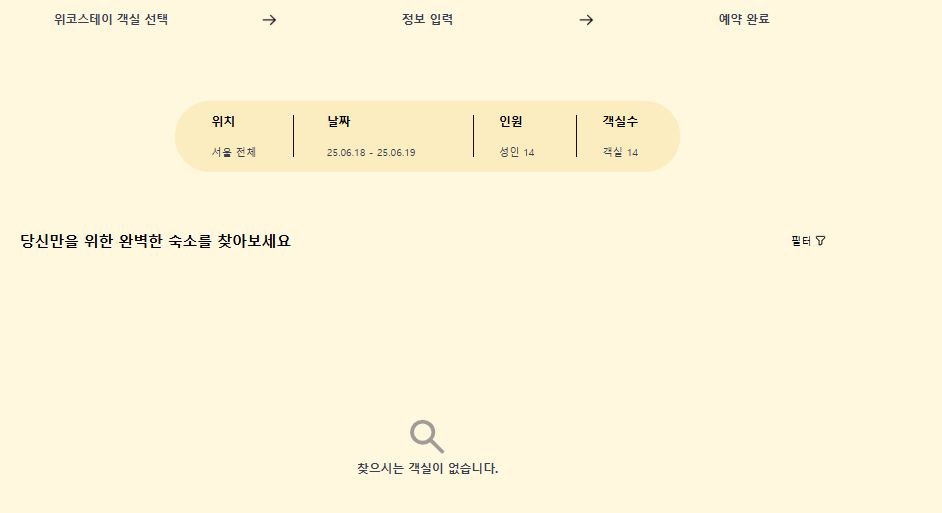 위코스테이 객실 선택 → 정보 입력 → 예약 완료
위치 날짜 인원 객실수
서울 전체 25.06.18 - 25.06.19 성인 14 객실 14
당신만을 위한 완벽한 숙소를 찾아보세요 필터
찾으시는 객실이 없습니다.